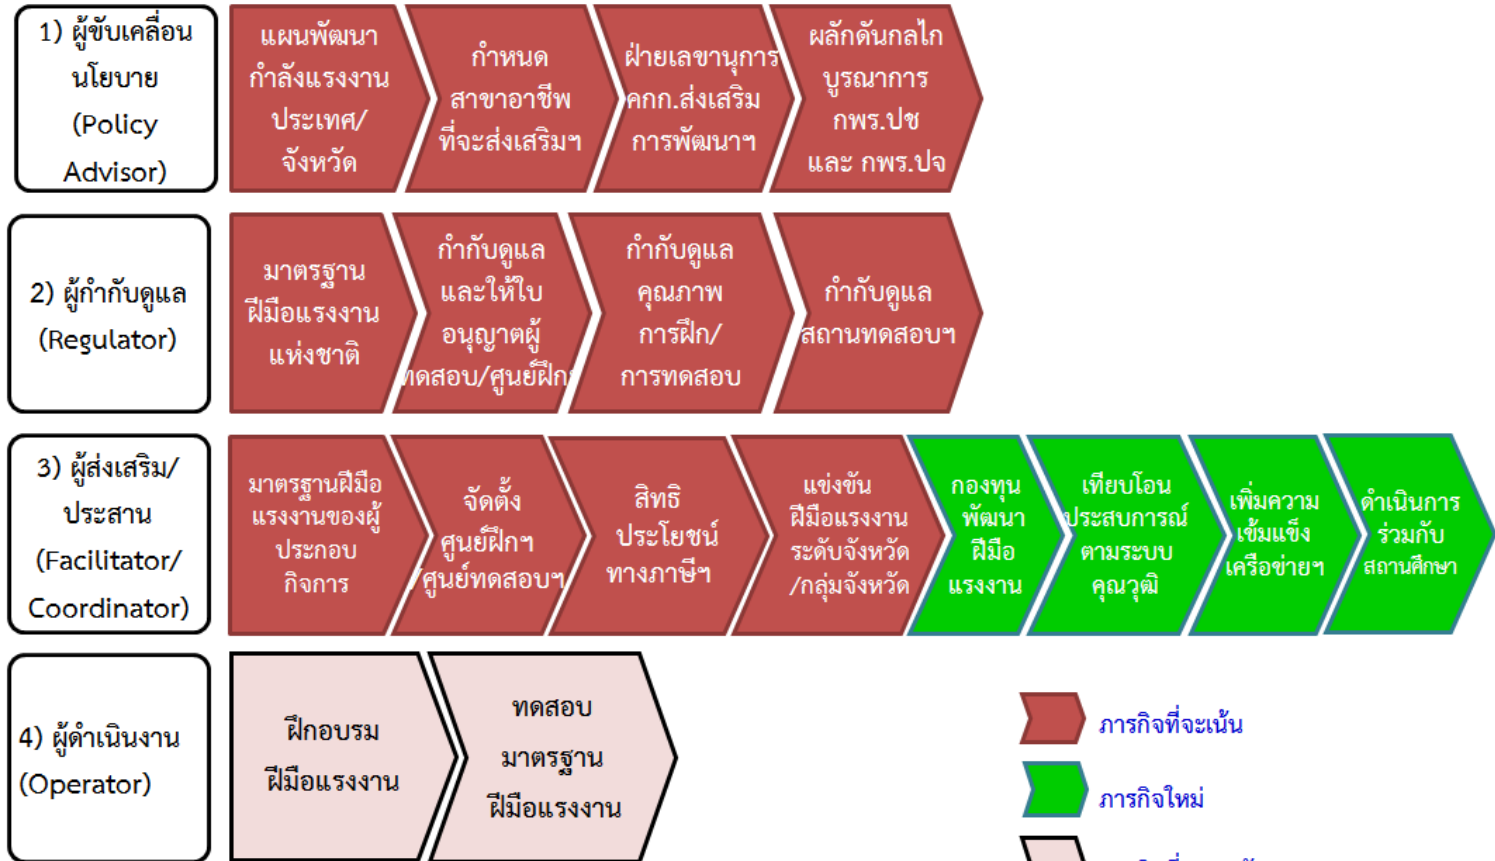 1) ผู้ขับเคลื่อน
นโยบาย
(Policy
Advisor)
แผนพัฒนา
กำลังแรงงาน
ประเทศ/
จังหวัด
กำหนด
สาขาอาชีพ
ที่จะส่งเสริมฯ
ฝ่ายเลขานุการ
คกก.ส่งเสริม
การพัฒนาฯ
ผลักดันกลไก
บูรณาการ
กพร.ปช
และ กพร.ปจ
2) ผู้กำกับดูแล
(Regulator)
มาตรฐาน
ฝีมือแรงงาน
แห่งชาติ
กำกับดูแล
และให้ใบ
อนุญาตผู้
ทดสอบ/ศูนย์ฝึก
กำกับดูแล
คุณภาพ
การฝึก/
การทดสอบ
กำกับดูแล
สถานทดสอบฯ
3) ผู้ส่งเสริม/
ประสาน
(Facilitator/
Coordinator)
มาตรฐานฝีมือ
แรงงานของผู้
ประกอบ
กิจการ
จัดตั้ง
ศูนย์ฝึกฯ
/ศูนย์ทดสอบฯ
สิทธิ
ประโยชน์
ทางภาษีฯ
แข่งขัน
ฝีมือแรงงาน
ระดับจังหวัด
/กลุ่มจังหวัด
กองทุน
พัฒนา
ฝีมือ
แรงงาน
เทียบโอน
ประสบการณ์
ตามระบบ
คุณวุฒิ
เพิ่มความ
เข้มแข็ง
เครือข่ายฯ
ดำเนินการ
ร่วมกับ
สถานศึกษา
4) ผู้ดำเนินงาน
(Operator)
ฝึกอบรม
ฝีมือแรงงาน
ทดสอบ
มาตรฐาน
ฝีมือแรงงาน
ภารกิจที่จะเน้น
ภารกิจใหม่